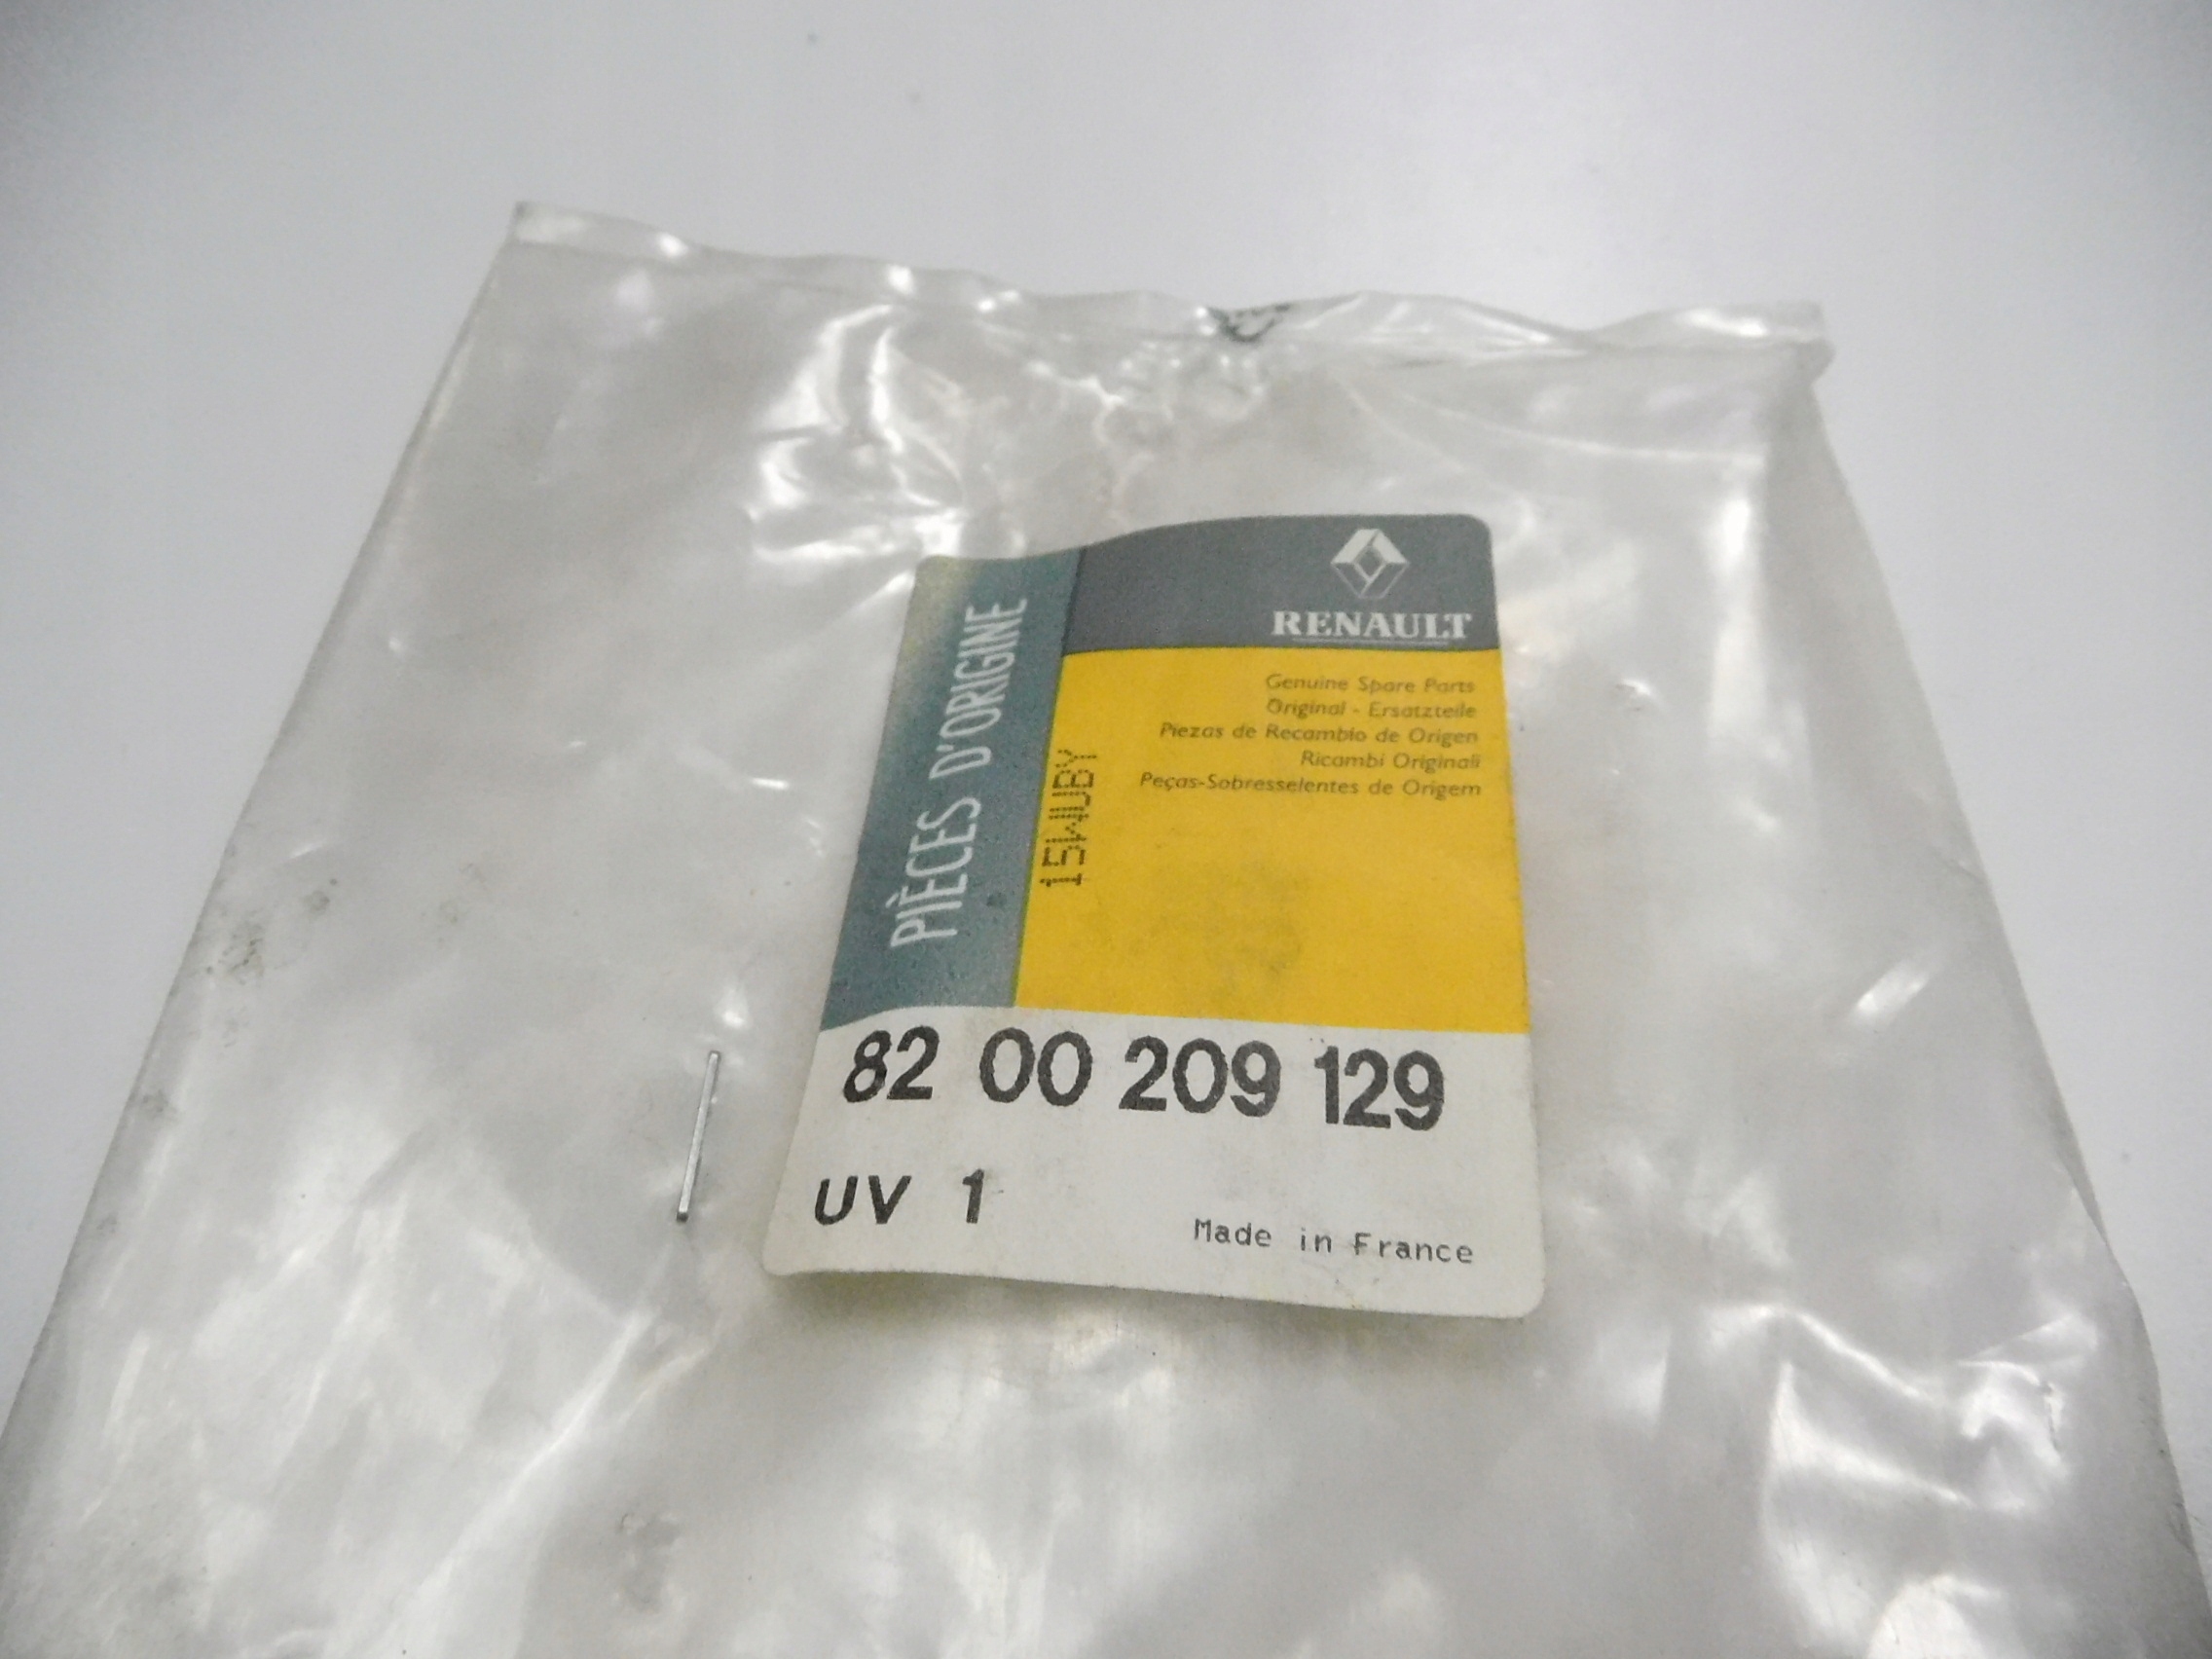 RENAULT
PIÈCES D'ORIGINE
Genuine Spare Parts
Original - Ersatzteile
Piezas de Recambio de Origen
Ricambi Originali
Peças-Sobresselentes de Origem
15WUBY
82 00 209 129
UV 1
Made in France